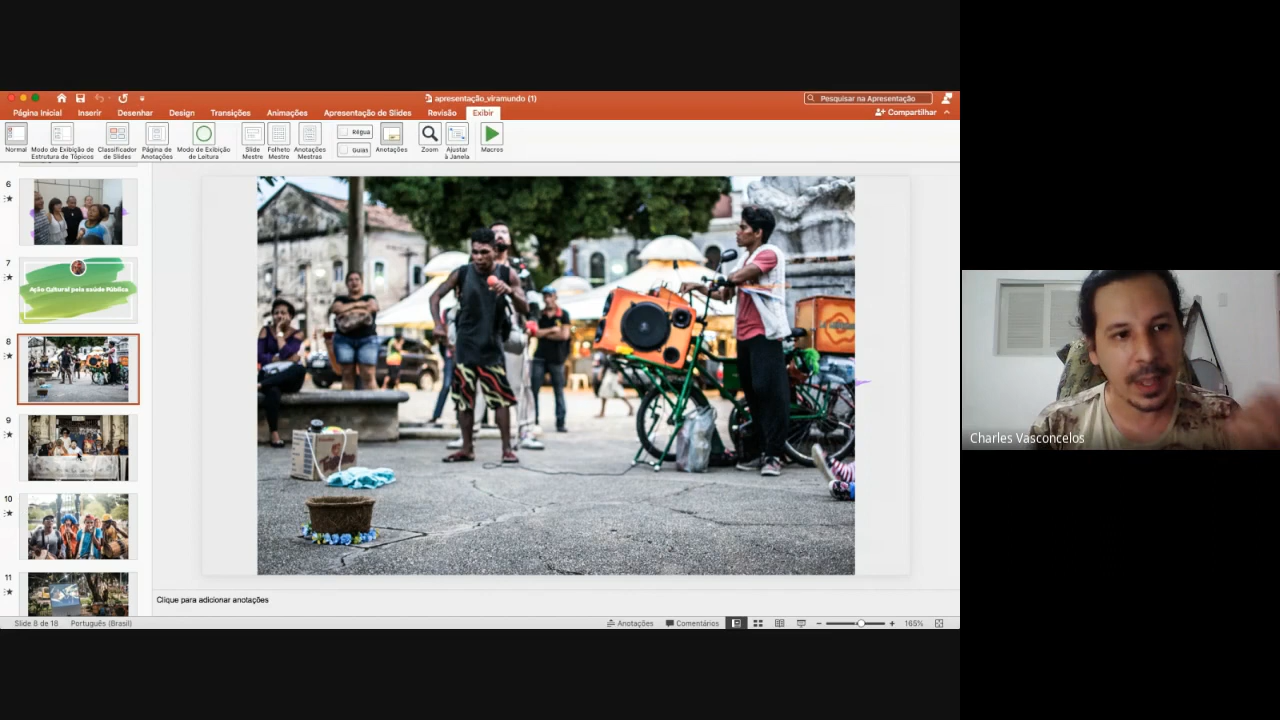 apresentação_viramundo (1)
Pesquisar na Apresentação
Página Inicial
Inserir
Desenhar
Design
Transições
Animações
Apresentação de Slides
Revisão
Exibir
Compartilhar
Normal
Modo de Exibição de
Estrutura de Tópicos
Classificador
de Slides
Página de
Anotações
Modo de Exibição
de Leitura
Slide
Mestre
Folheto
Mestre
Anotações
Mestras
Régua
Guias
Anotações
Zoom
Ajustar
à Janela
Macros
6
7
Ação Cultural pela saúde Pública
8
9
10
11
Charles Vasconcelos
Clique para adicionar anotações
Slide 8 de 18
Português (Brasil)
Anotações
Comentários
165%